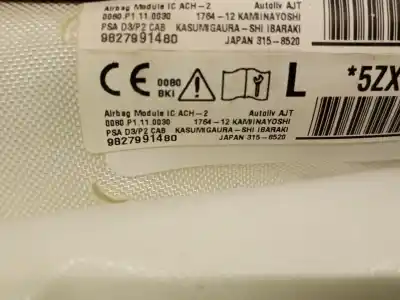 Airbag Module IC ACH-2 Autoliv AJT
0080.P1.11.0030 1764-12 KAMINAYOSHI
PSA D3/P2 CAB KASUMIGAURA-SHI IBARAKI
9827991480 JAPAN 315-8520
CE 0080 BKI L *5ZX
Airbag Module IC ACH-2 Autoliv AJT
0080.P1.11.0030 1764-12 KAMINAYOSHI
PSA D3/P2 CAB KASUMIGAURA-SHI IBARAKI
9827991480 JAPAN 315-8520